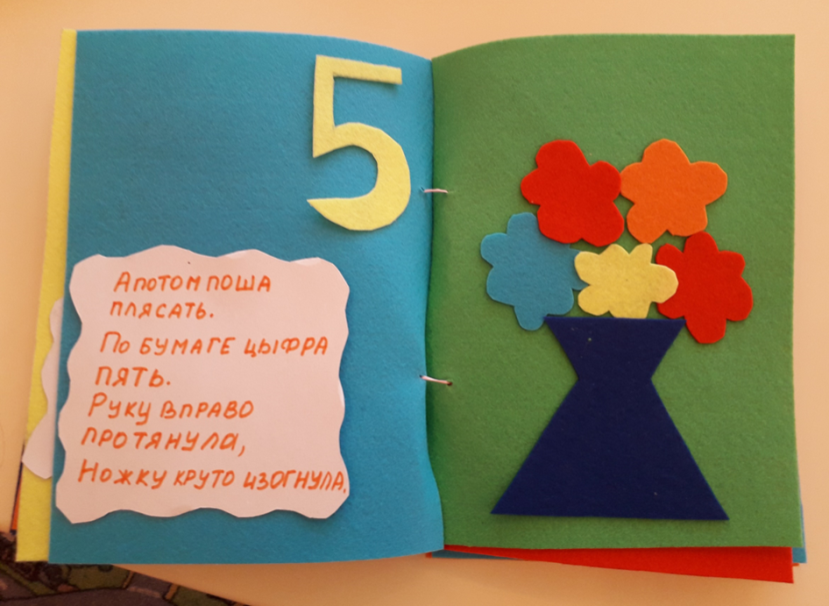 5
А потом поша
плясать.
По бумаге цыфра
пять.
Руку вправо
протянула,
Ножку круто изогнула.